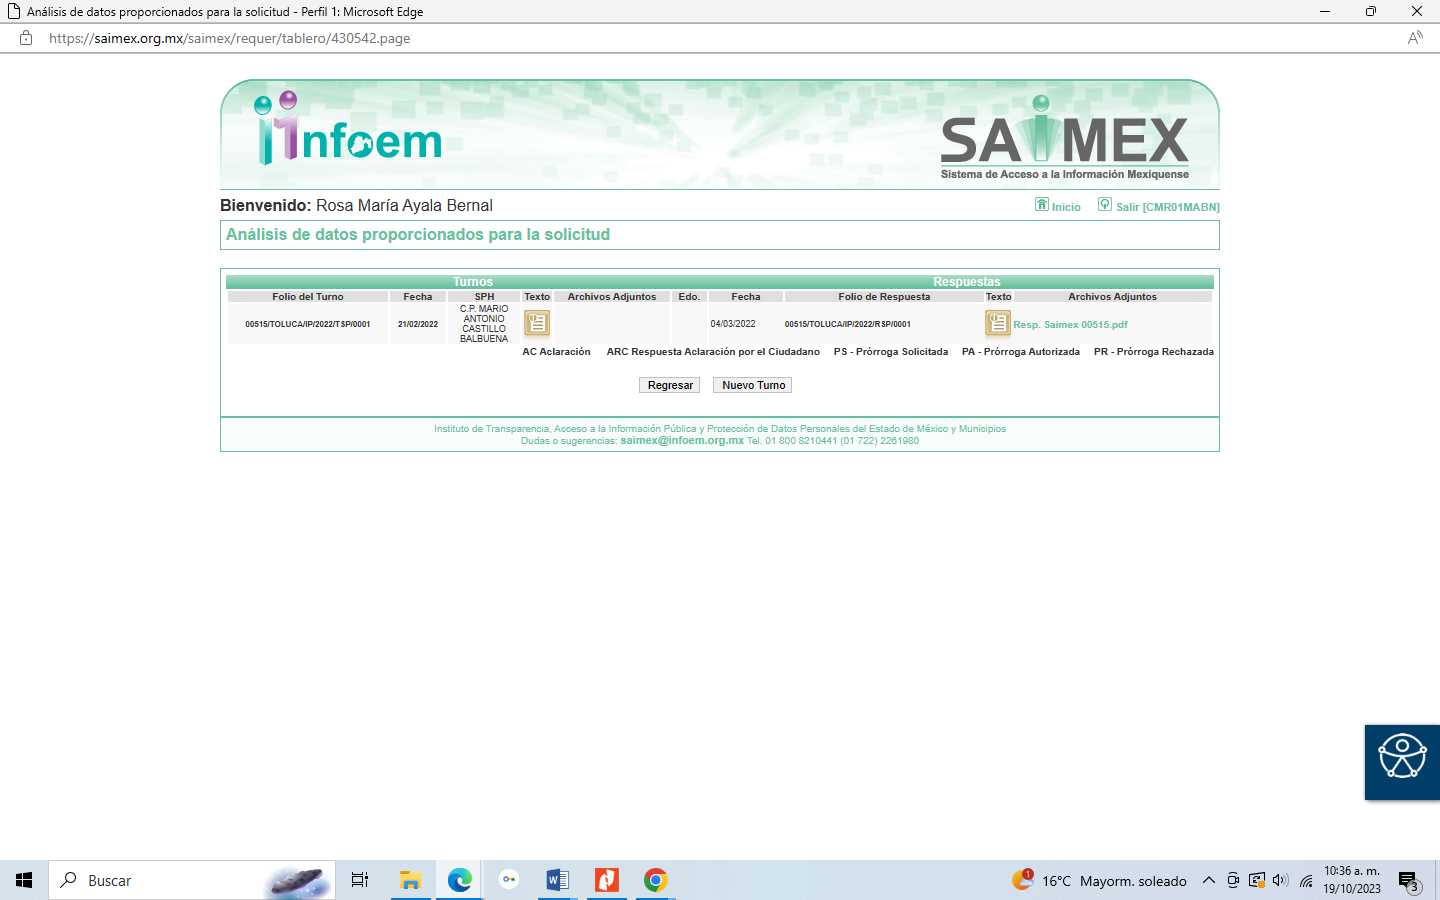 Análisis de datos proporcionados para la solicitud - Perfil 1: Microsoft Edge
https://saimex.org.mx/saimex/requer/tablero/430542.page
infoem
SAIMEX
Sistema de Acceso a la Información Mexiquense
Bienvenido: Rosa María Ayala Bernal
Inicio
Salir [CMR01MABN]
Análisis de datos proporcionados para la solicitud
Turnos Respuestas
Folio del Turno Fecha SPH Texto Archivos Adjuntos Edo. Fecha Folio de Respuesta Texto Archivos Adjuntos
00515/TOLUCA/IP/2022/TSP/0001 21/02/2022 C.P. MARIO ANTONIO CASTILLO BALBUENA 04/03/2022 00515/TOLUCA/IP/2022/RSP/0001 Resp. Saimex 00515.pdf
AC Aclaración ARC Respuesta Aclaración por el Ciudadano PS - Prórroga Solicitada PA - Prórroga Autorizada PR - Prórroga Rechazada
Regresar Nuevo Turno
Instituto de Transparencia, Acceso a la Información Pública y Protección de Datos Personales del Estado de México y Municipios
Dudas o sugerencias: saimex@infoem.org.mx Tel. 01 800 8210441 (01 722) 2261980
Buscar
1
16°C Mayorm. soleado
10:36 a. m.
19/10/2023
3